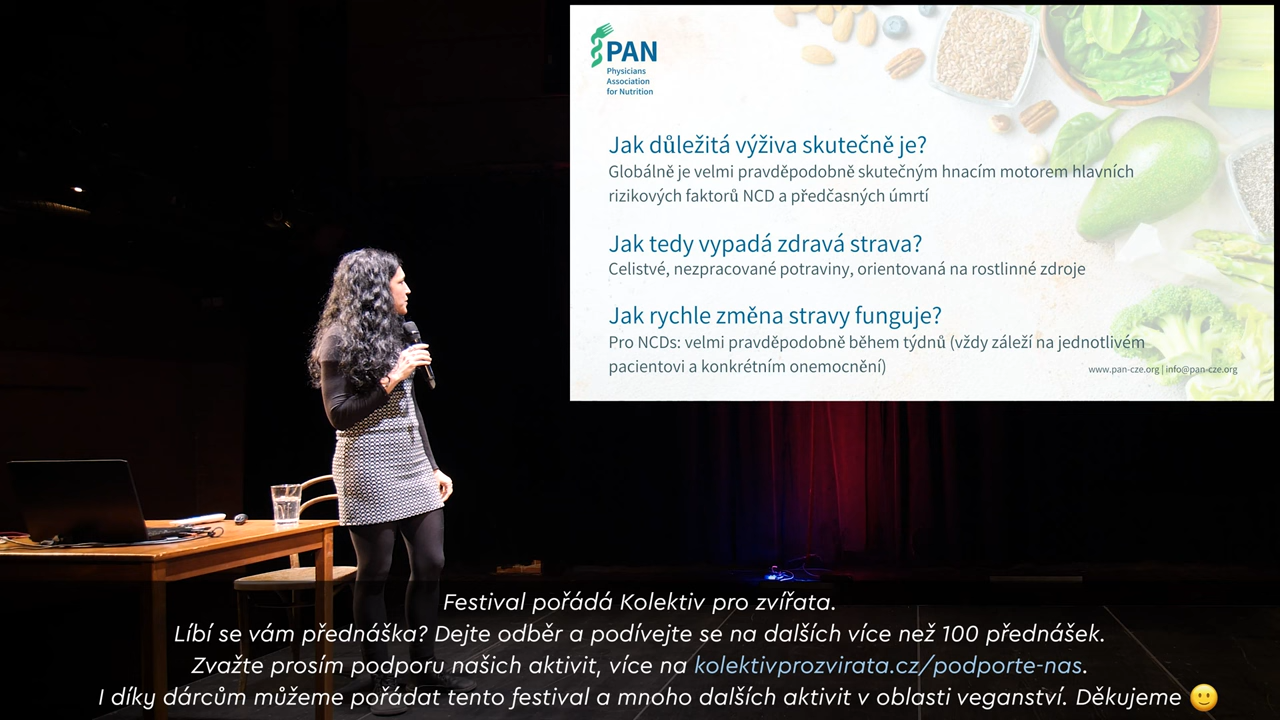 PAN
Physicians
Association
for Nutrition
Jak důležitá výživa skutečně je?
Globálně je velmi pravděpodobně skutečným hnacím motorem hlavních
rizikových faktorů NCD a předčasných úmrtí
Jak tedy vypadá zdravá strava?
Celistvé, nezpracované potraviny, orientovaná na rostlinné zdroje
Jak rychle změna stravy funguje?
Pro NCDs: velmi pravděpodobně během týdnů (vždy záleží na jednotlivém
pacientovi a konkrétním onemocnění)
www.pan-cze.org | info@pan-cze.org
Festival pořádá Kolektiv pro zvířata.
Líbí se vám přednáška? Dejte odběr a podívejte se na dalších více než 100 přednášek.
Zvažte prosím podporu našich aktivit, více na kolektivprozvirata.cz/podporte-nas.
I díky dárcům můžeme pořádat tento festival a mnoho dalších aktivit v oblasti veganství. Děkujeme 🙂